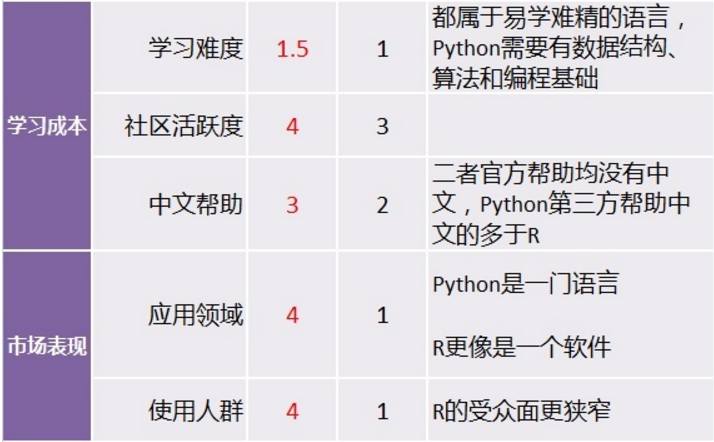 学习成本
学习难度
1.5
1
都属于易学难精的语言，
Python需要有数据结构、
算法和编程基础
社区活跃度
4
3
中文帮助
3
2
二者官方帮助均没有中
文，Python第三方帮助中
文的多于R
市场表现
应用领域
4
1
Python是一门语言
R更像是一个软件
使用人群
4
1
R的受众面更狭窄